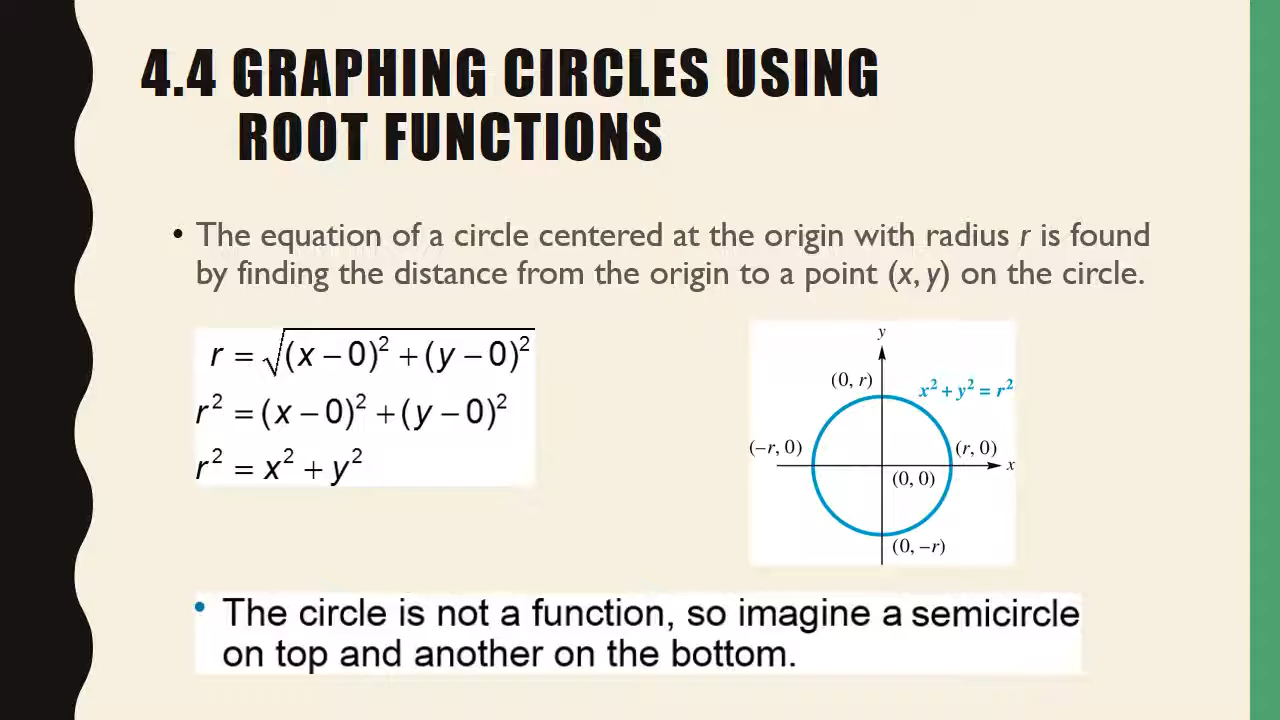 4.4 GRAPHING CIRCLES USING
ROOT FUNCTIONS
• The equation of a circle centered at the origin with radius r is found
by finding the distance from the origin to a point (x, y) on the circle.
r = √((x − 0)² + (y − 0)²)
r² = (x − 0)² + (y − 0)²
r² = x² + y²
y
(0, r)
x² + y² = r²
(−r, 0)
(r, 0)
x
(0, 0)
(0, −r)
• The circle is not a function, so imagine a semicircle
on top and another on the bottom.